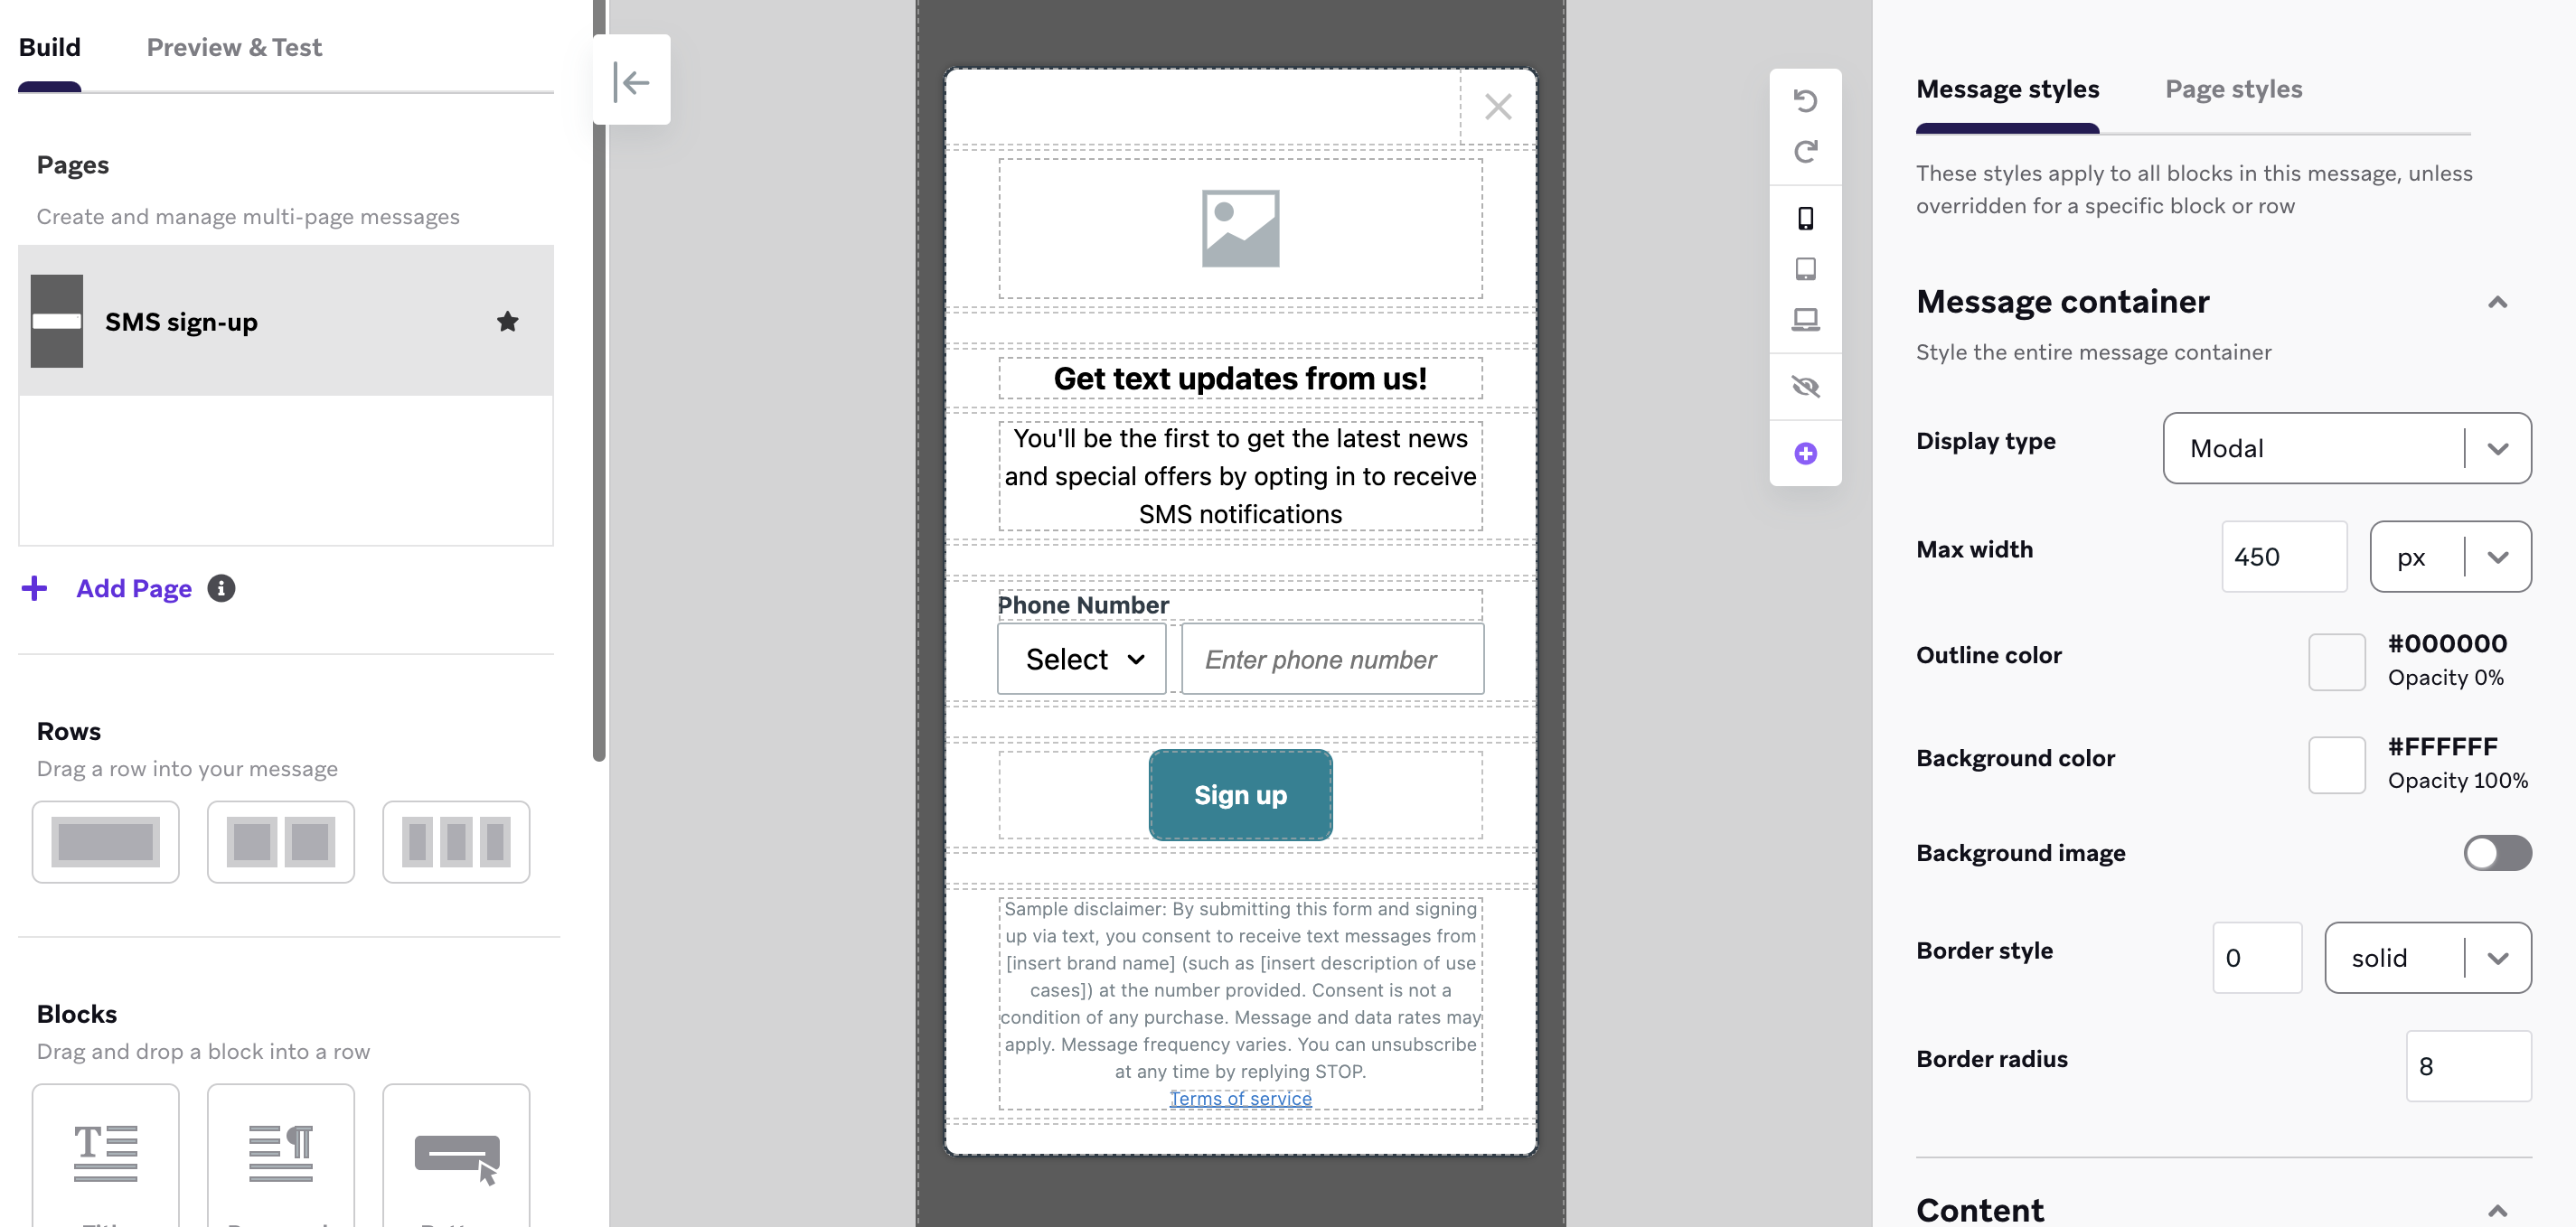 Build
Preview & Test
Pages
Create and manage multi-page messages
SMS sign-up
Add Page
Rows
Drag a row into your message
Blocks
Drag and drop a block into a row
Get text updates from us!
You'll be the first to get the latest news
and special offers by opting in to receive
SMS notifications
Phone Number
Select
Enter phone number
Sign up
Sample disclaimer: By submitting this form and signing
up via text, you consent to receive text messages from
[insert brand name] (such as [insert description of use
cases]) at the number provided. Consent is not a
condition of any purchase. Message and data rates may
apply. Message frequency varies. You can unsubscribe
at any time by replying STOP.
Terms of service
Message styles
Page styles
These styles apply to all blocks in this message, unless
overridden for a specific block or row
Message container
Style the entire message container
Display type
Modal
Max width
450
px
Outline color
#000000
Opacity 0%
Background color
#FFFFFF
Opacity 100%
Background image
Border style
0
solid
Border radius
8
Content